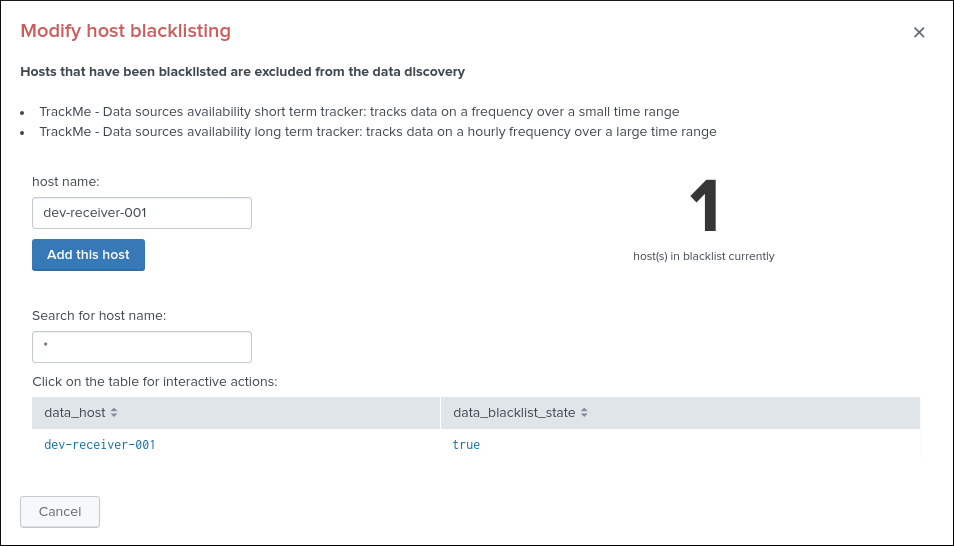 Modify host blacklisting
×
Hosts that have been blacklisted are excluded from the data discovery
• TrackMe - Data sources availability short term tracker: tracks data on a frequency over a small time range
• TrackMe - Data sources availability long term tracker: tracks data on a hourly frequency over a large time range
host name:
dev-receiver-001
Add this host
1
host(s) in blacklist currently
Search for host name:
*
Click on the table for interactive actions:
data_host data_blacklist_state
dev-receiver-001 true
Cancel